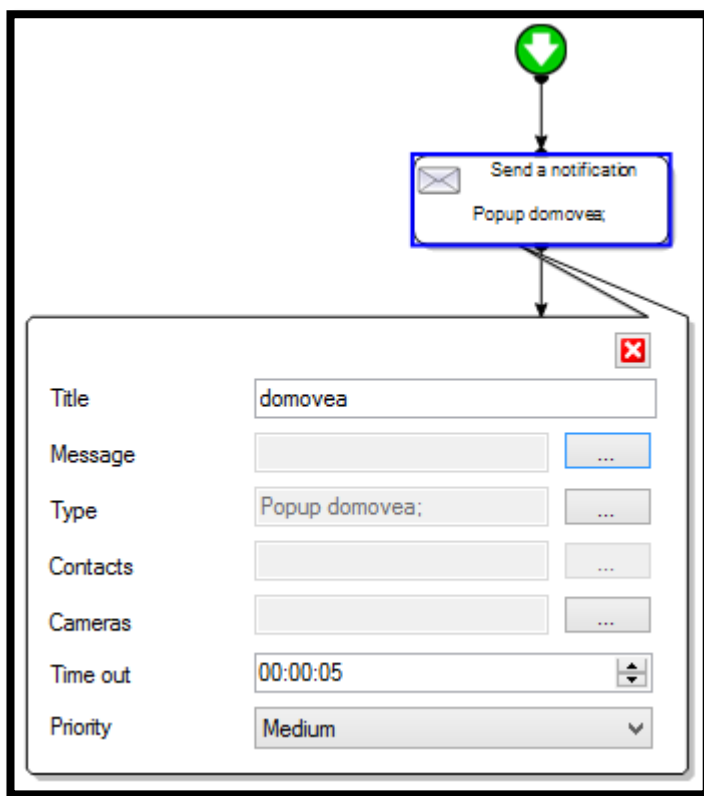 Send a notification
Popup domovea;
Title domovea
Message ...
Type Popup domovea; ...
Contacts ...
Cameras ...
Time out 00:00:05
Priority Medium